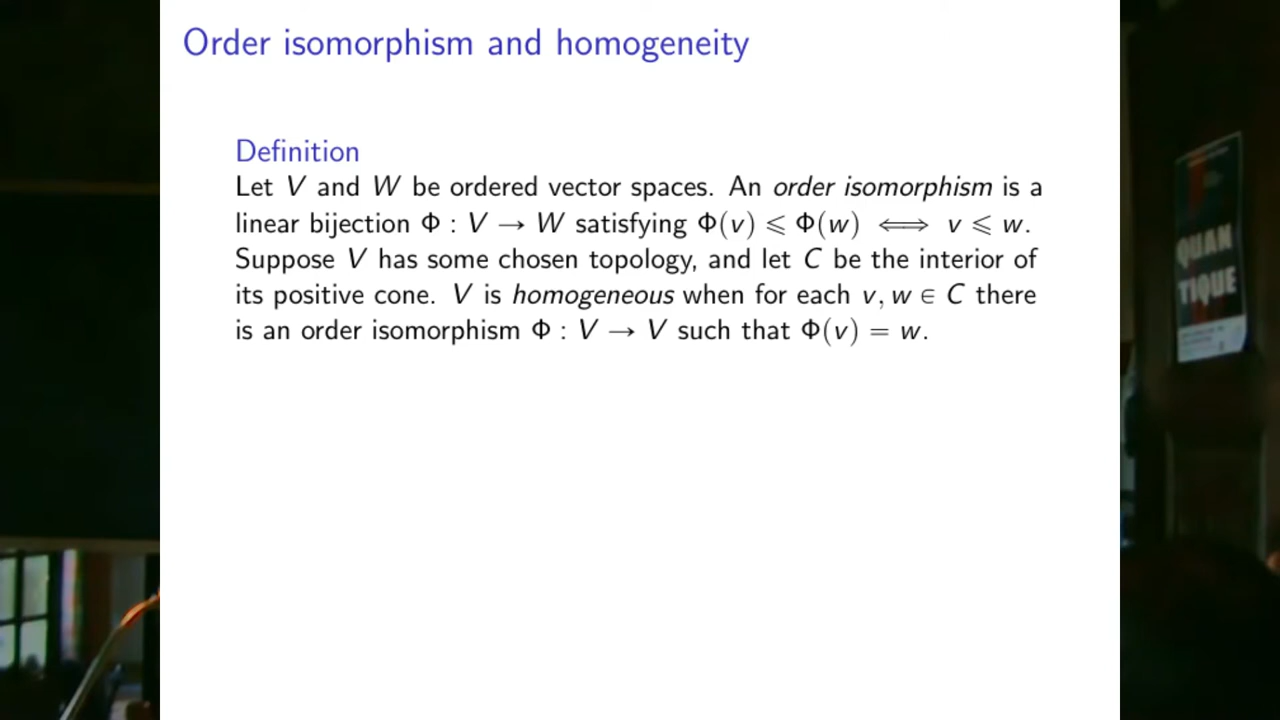 Order isomorphism and homogeneity
Definition
Let V and W be ordered vector spaces. An order isomorphism is a
linear bijection Φ : V → W satisfying Φ(v) ⩽ Φ(w) ⟺ v ⩽ w.
Suppose V has some chosen topology, and let C be the interior of
its positive cone. V is homogeneous when for each v, w ∈ C there
is an order isomorphism Φ : V → V such that Φ(v) = w.
QUAN
TIQUE